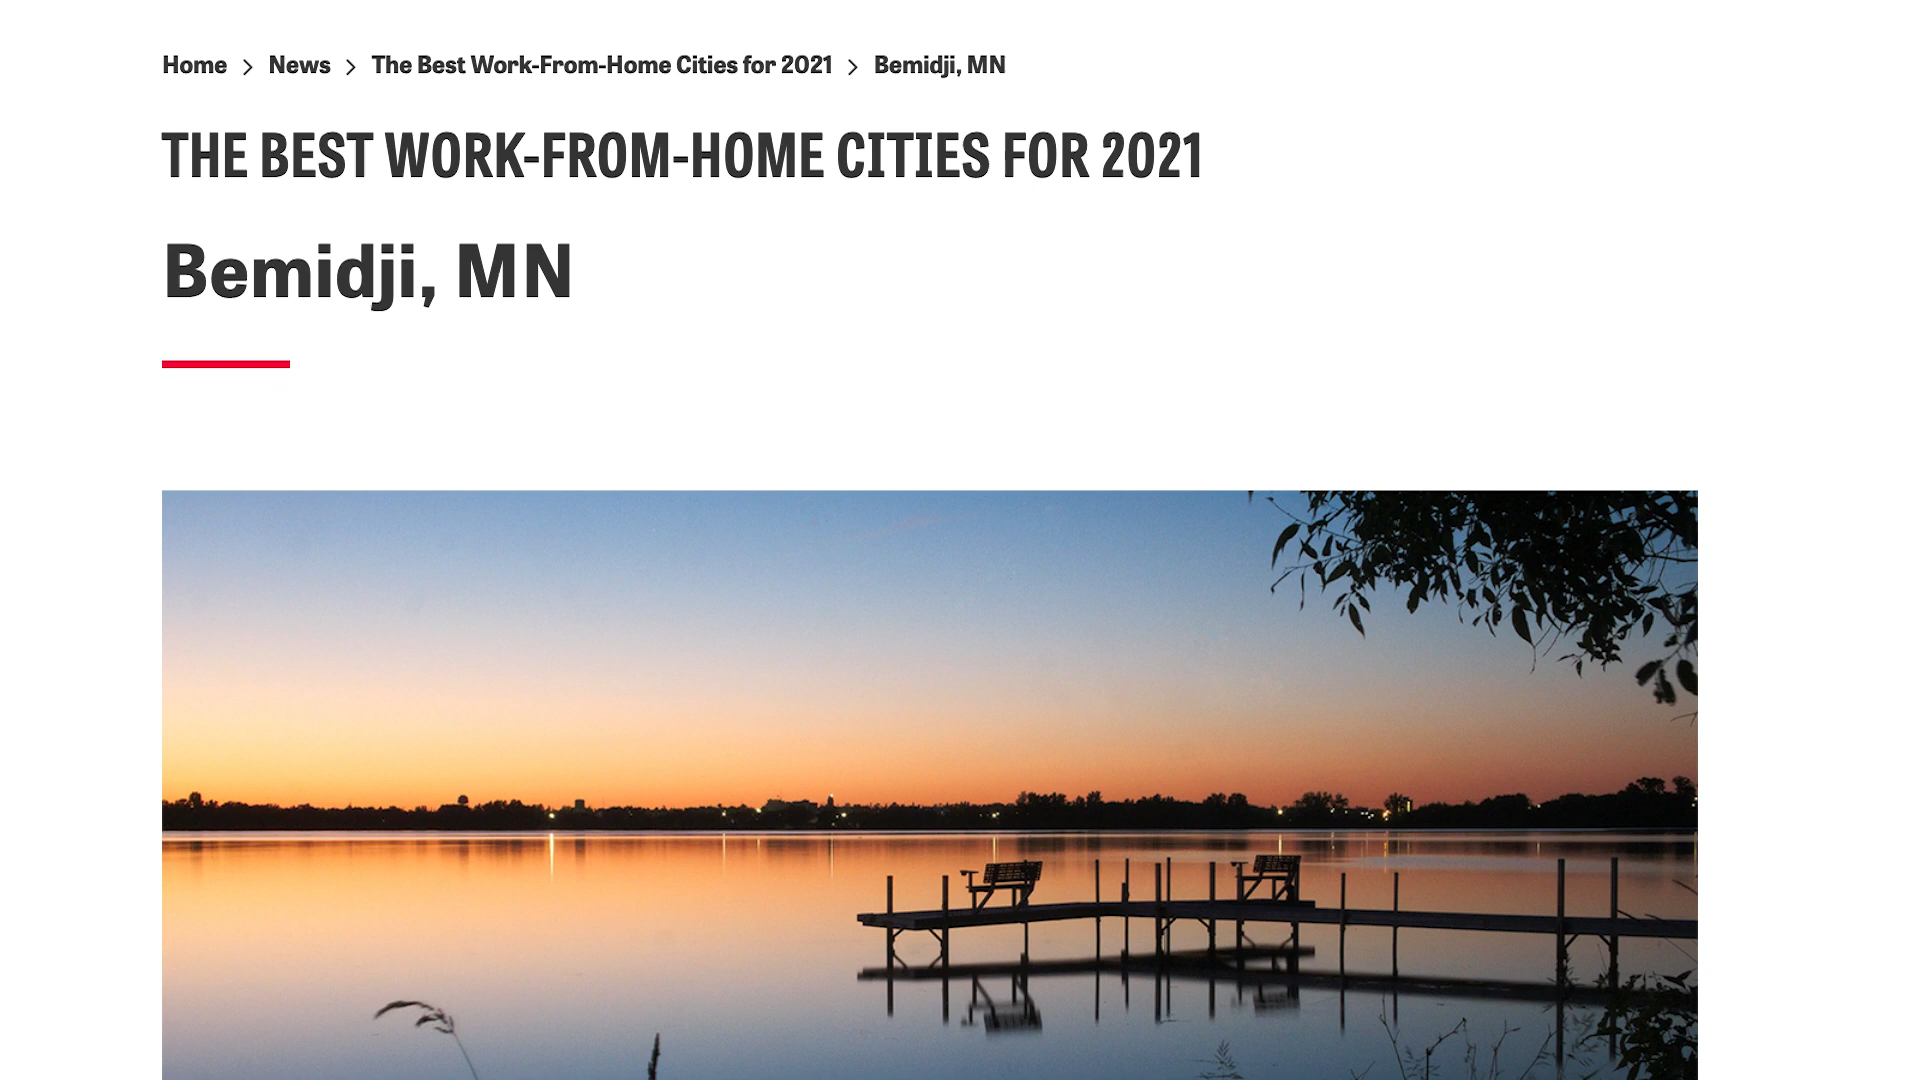 Home > News > The Best Work-From-Home Cities for 2021 > Bemidji, MN
THE BEST WORK-FROM-HOME CITIES FOR 2021
Bemidji, MN